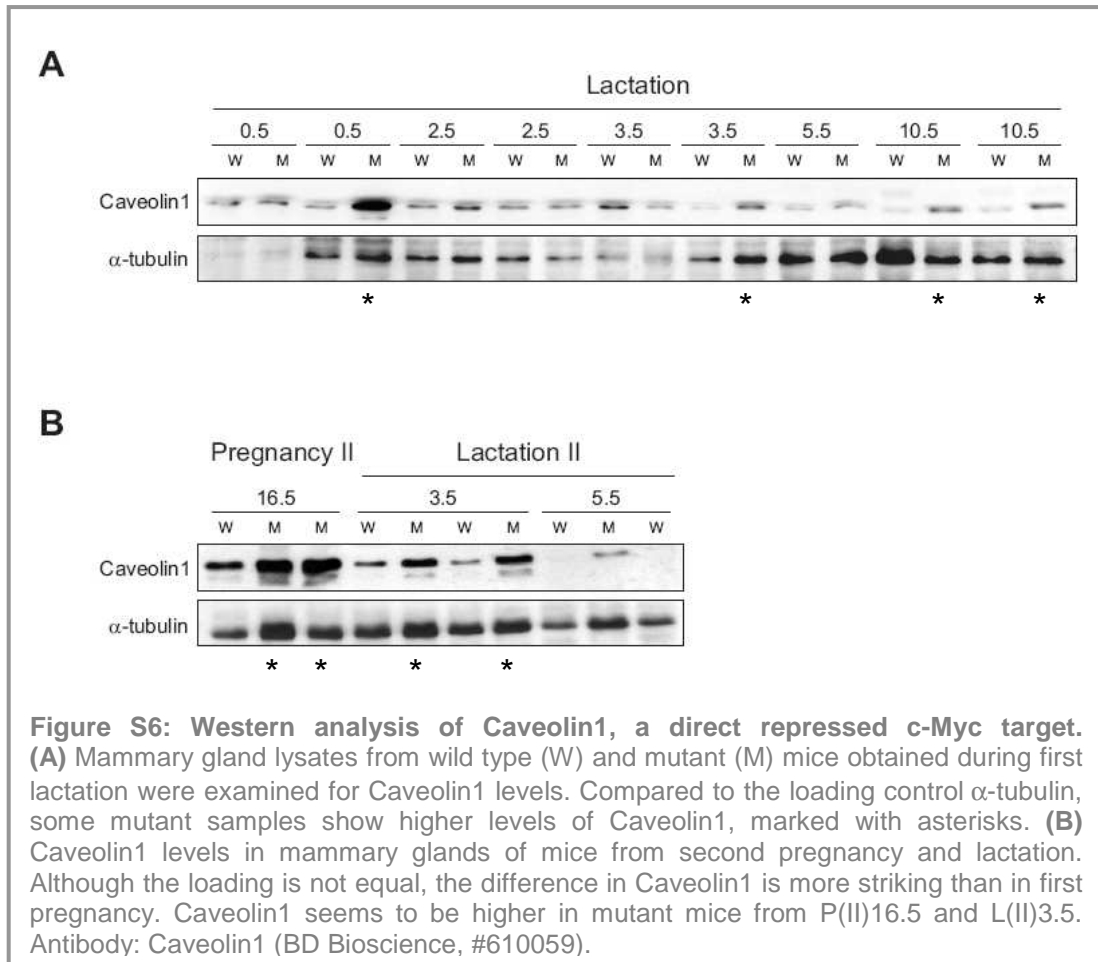 A
Lactation
0.5 0.5 2.5 2.5 3.5 3.5 5.5 10.5 10.5
W M W M W M W M W M W M W M W M W M
Caveolin1
α-tubulin
* * * *
B
Pregnancy II Lactation II
16.5 3.5 5.5
W M M W M W M W M W
Caveolin1
α-tubulin
* * * *
Figure S6: Western analysis of Caveolin1, a direct repressed c-Myc target.
(A) Mammary gland lysates from wild type (W) and mutant (M) mice obtained during first
lactation were examined for Caveolin1 levels. Compared to the loading control α-tubulin,
some mutant samples show higher levels of Caveolin1, marked with asterisks. (B)
Caveolin1 levels in mammary glands of mice from second pregnancy and lactation.
Although the loading is not equal, the difference in Caveolin1 is more striking than in first
pregnancy. Caveolin1 seems to be higher in mutant mice from P(II)16.5 and L(II)3.5.
Antibody: Caveolin1 (BD Bioscience, #610059).